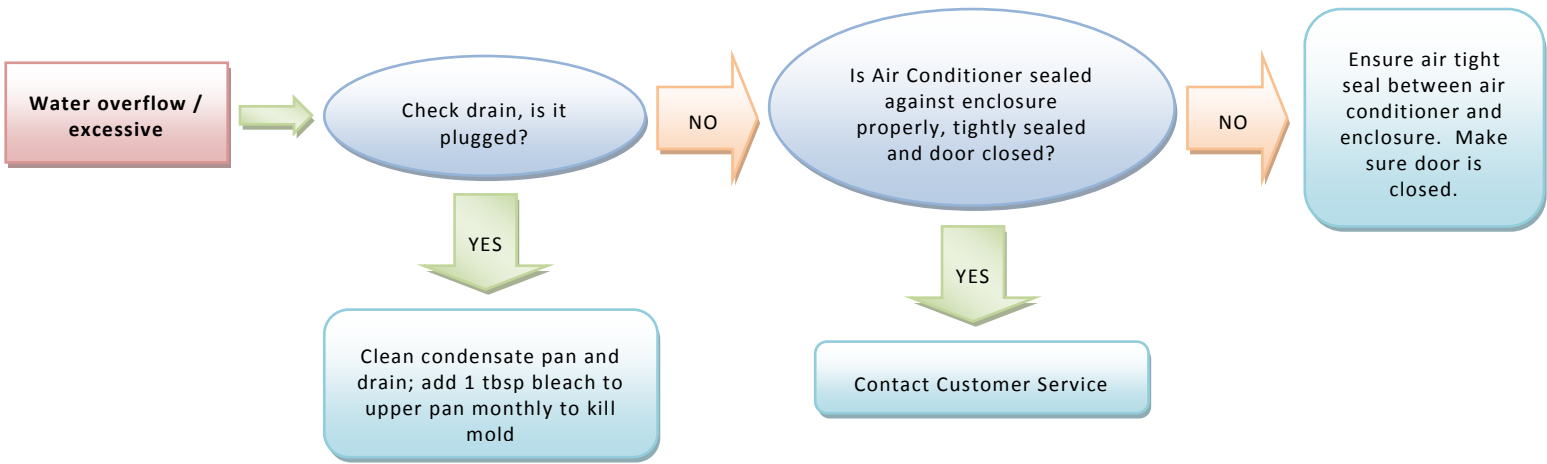 Water overflow /
excessive
Check drain, is it
plugged?
NO
Is Air Conditioner sealed
against enclosure
properly, tightly sealed
and door closed?
NO
Ensure air tight
seal between air
conditioner and
enclosure. Make
sure door is
closed.
YES
Clean condensate pan and
drain; add 1 tbsp bleach to
upper pan monthly to kill
mold
YES
Contact Customer Service